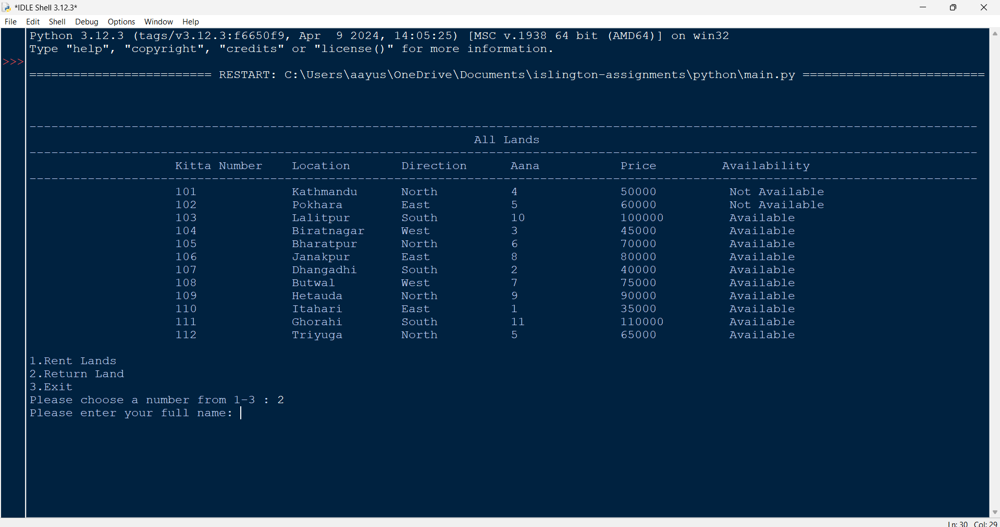 *IDLE Shell 3.12.3*
File Edit Shell Debug Options Window Help
Python 3.12.3 (tags/v3.12.3:f6650f9, Apr  9 2024, 14:05:25) [MSC v.1938 64 bit (AMD64)] on win32
Type "help", "copyright", "credits" or "license()" for more information.
>>>
========================= RESTART: C:\Users\aayus\OneDrive\Documents\islington-assignments\python\main.py =========================
----------------------------------------------------------------------------------------------------------------------------------
All Lands
----------------------------------------------------------------------------------------------------------------------------------
Kitta Number Location Direction Aana Price Availability
----------------------------------------------------------------------------------------------------------------------------------
101 Kathmandu North 4 50000 Not Available
102 Pokhara East 5 60000 Not Available
103 Lalitpur South 10 100000 Available
104 Biratnagar West 3 45000 Available
105 Bharatpur North 6 70000 Available
106 Janakpur East 8 80000 Available
107 Dhangadhi South 2 40000 Available
108 Butwal West 7 75000 Available
109 Hetauda North 9 90000 Available
110 Itahari East 1 35000 Available
111 Ghorahi South 11 110000 Available
112 Triyuga North 5 65000 Available
1.Rent Lands
2.Return Land
3.Exit
Please choose a number from 1-3 : 2
Please enter your full name:
Ln: 30 Col: 29